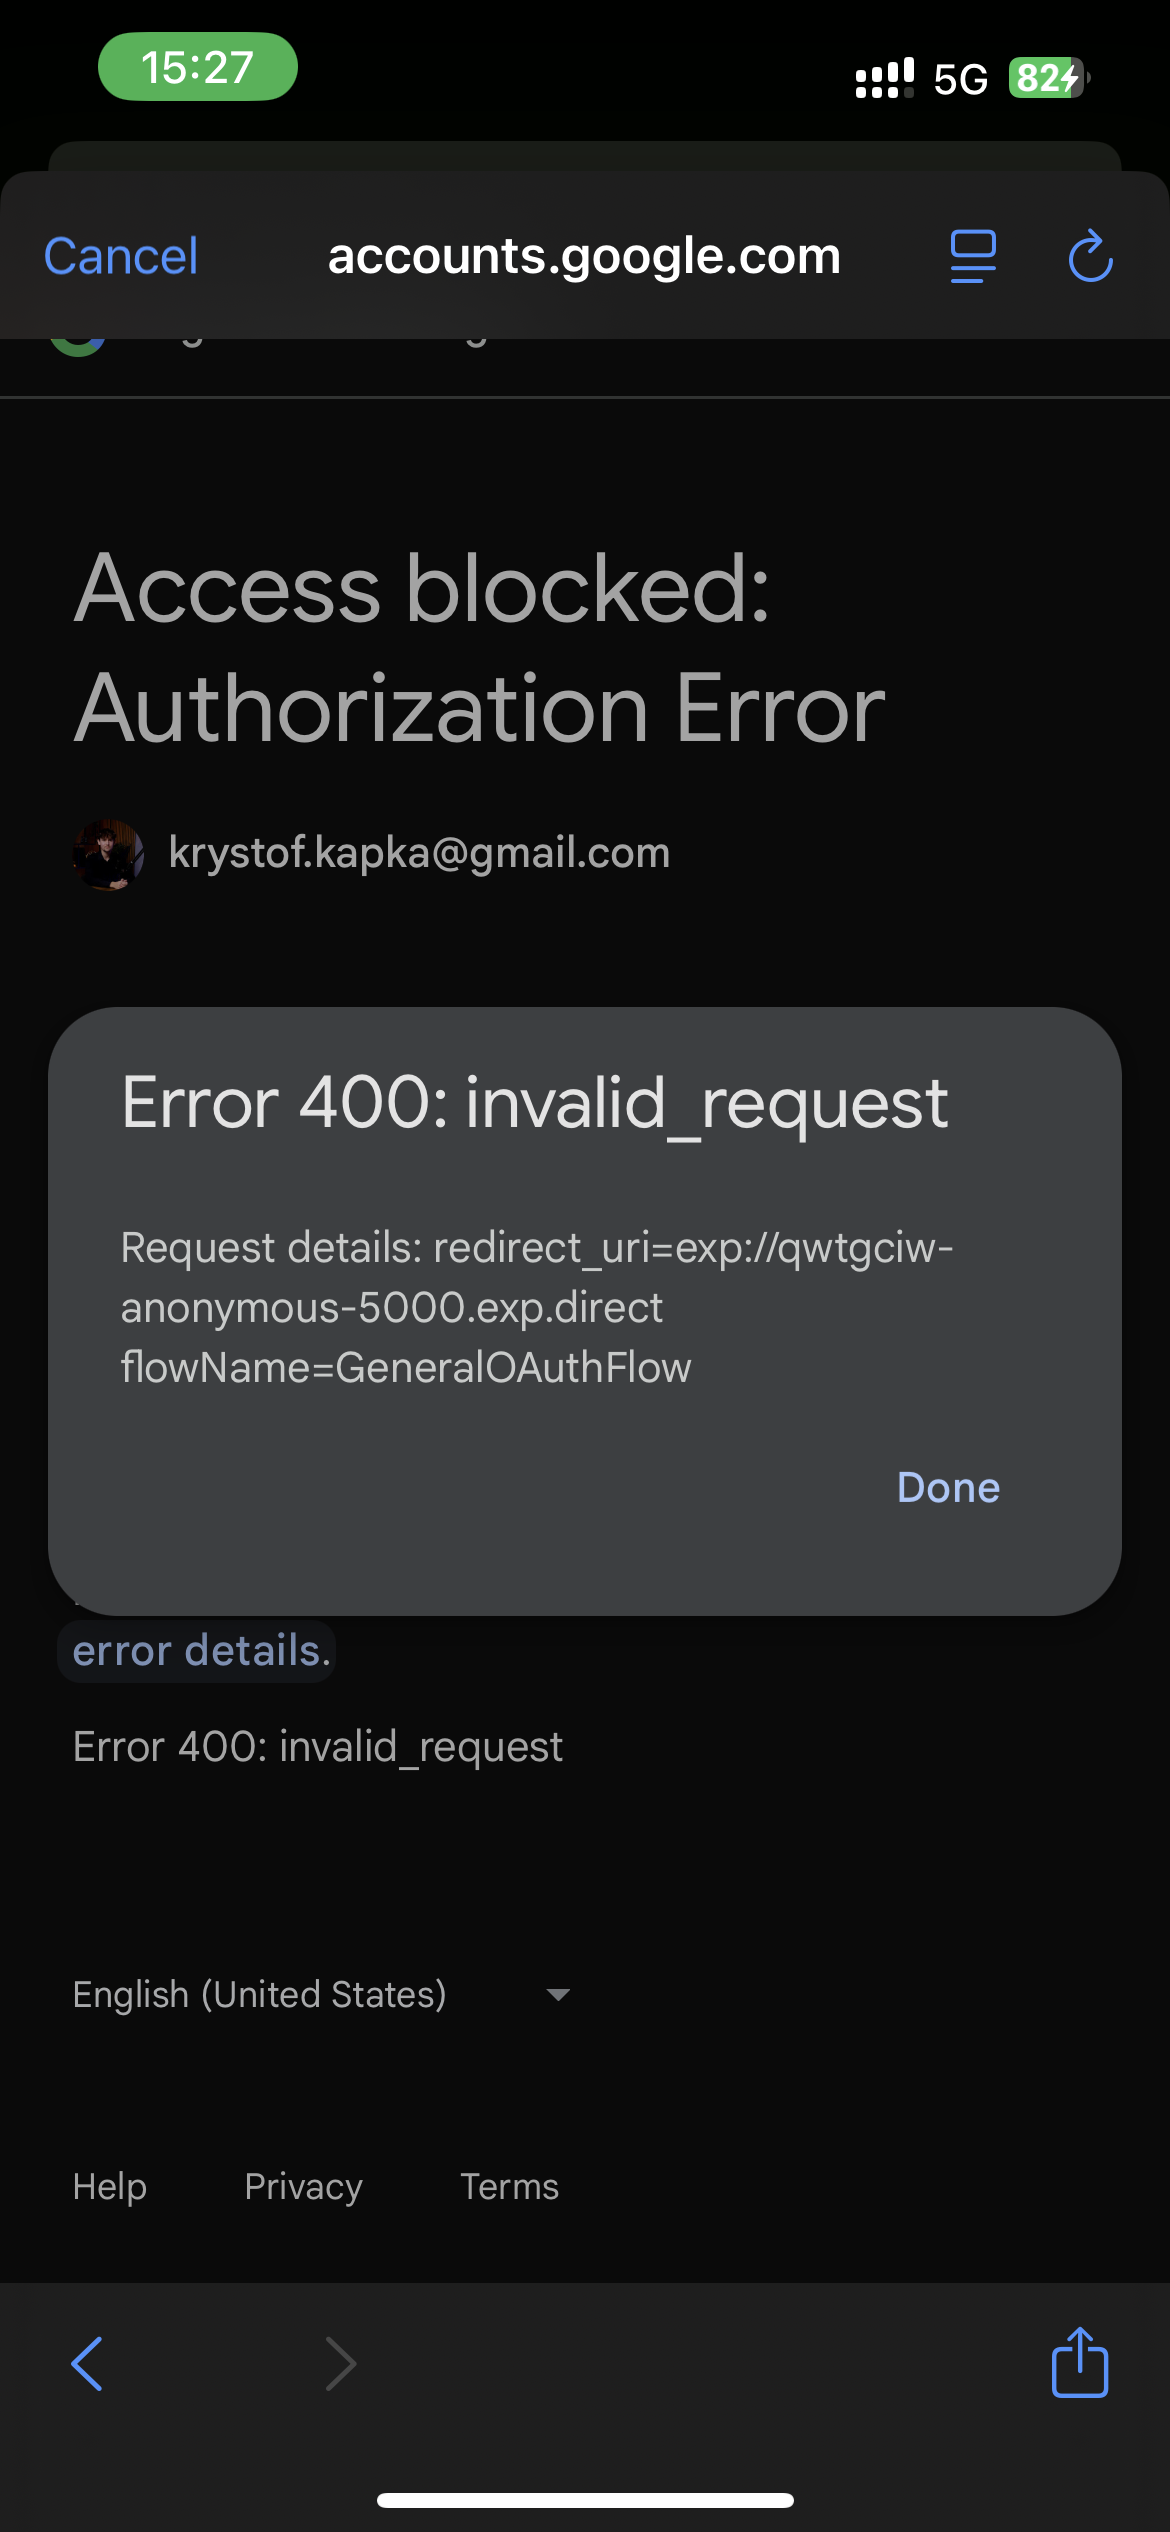 15:27
5G
82
Cancel
accounts.google.com
Access blocked:
Authorization Error
krystof.kapka@gmail.com
Error 400: invalid_request
Request details: redirect_uri=exp://qwtgciw-
anonymous-5000.exp.direct
flowName=GeneralOAuthFlow
Done
error details.
Error 400: invalid_request
English (United States)
Help
Privacy
Terms